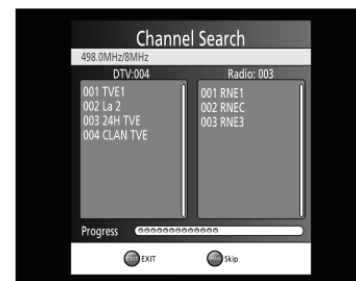 Channel Search
498.0MHz/8MHz
DTV:004
Radio: 003
001 TVE1
002 La 2
003 24H TVE
004 CLAN TVE
001 RNE1
002 RNEC
003 RNE3
Progress
EXIT EXIT
MENU Skip